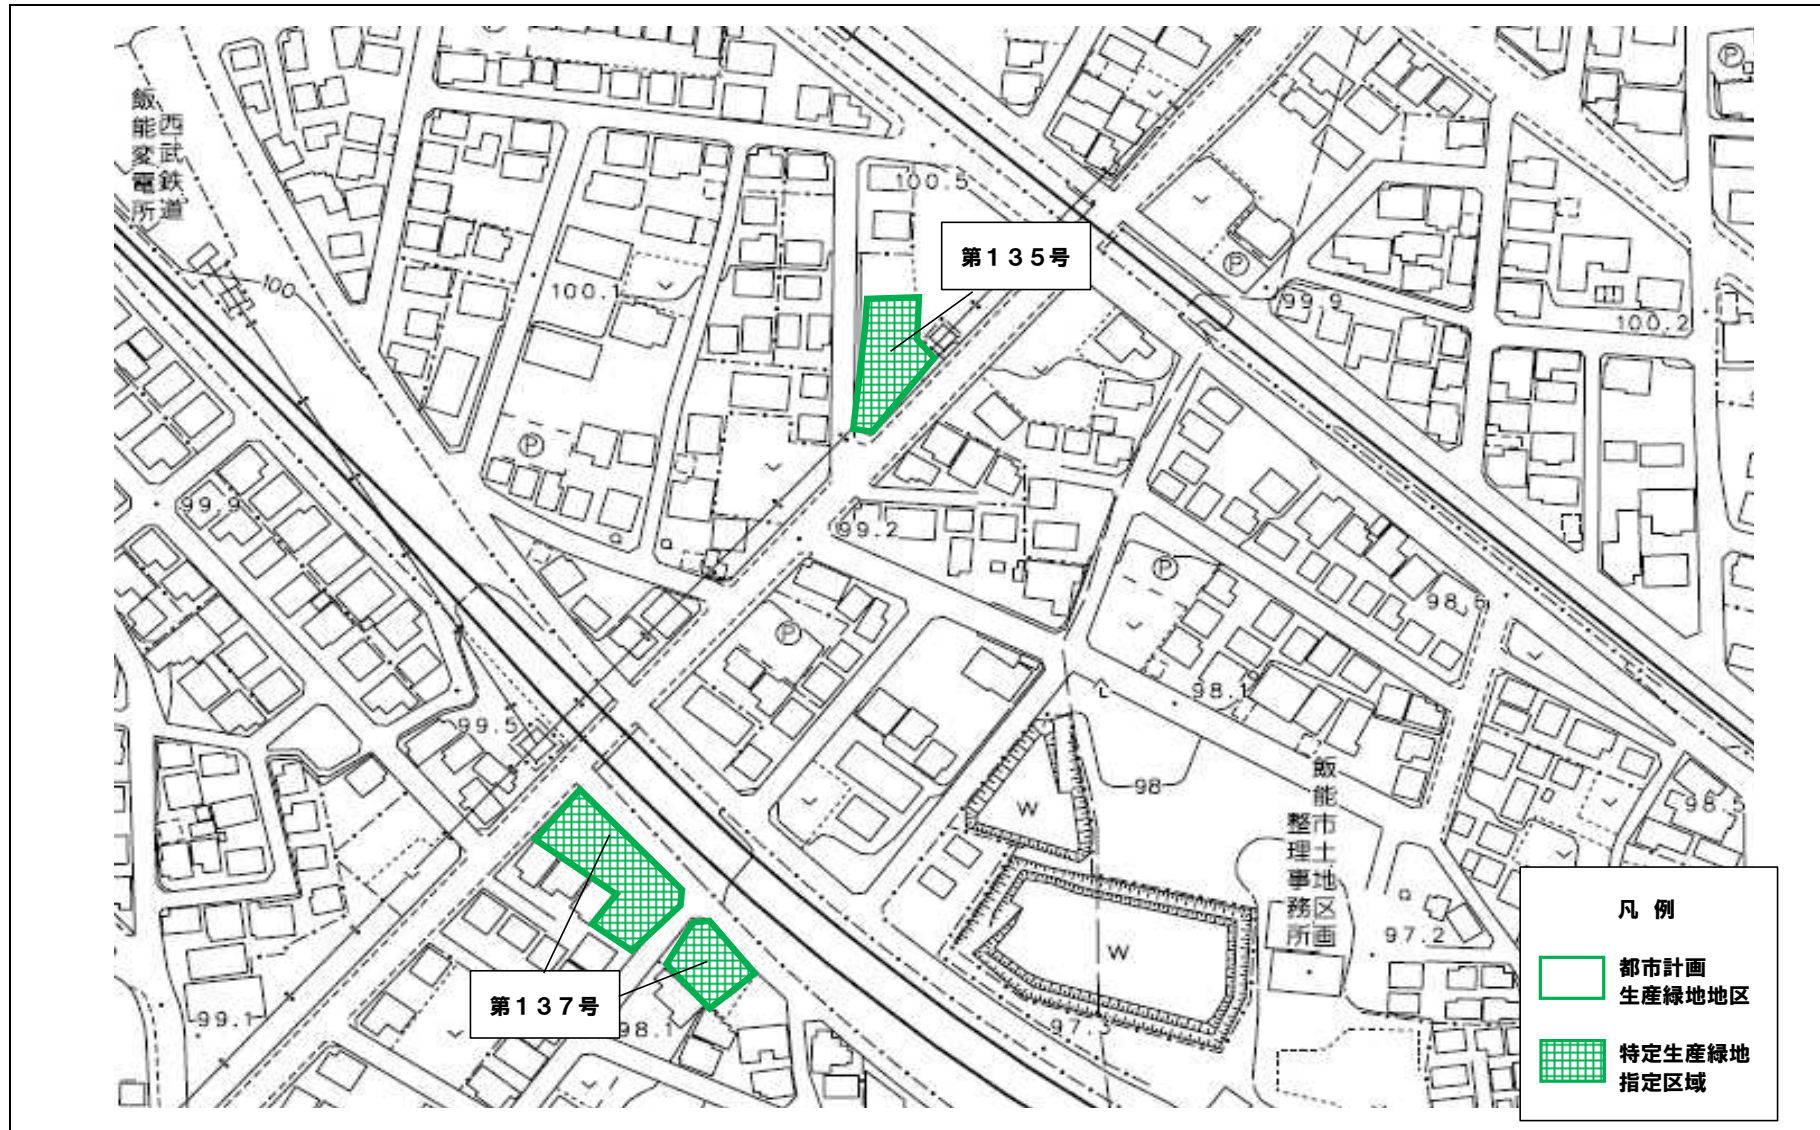 西武鉄道
飯能変電所
100.5
第135号
100
100.1
P
P
99.9
100.2
P
99.9
99.2
P
98.6
P
98.1
99.5
98
W
飯能市土地区画
整理事務所
98.5
W
97.2
97.3
第137号
99.1
98.1
凡 例
都市計画
生産緑地地区
特定生産緑地
指定区域